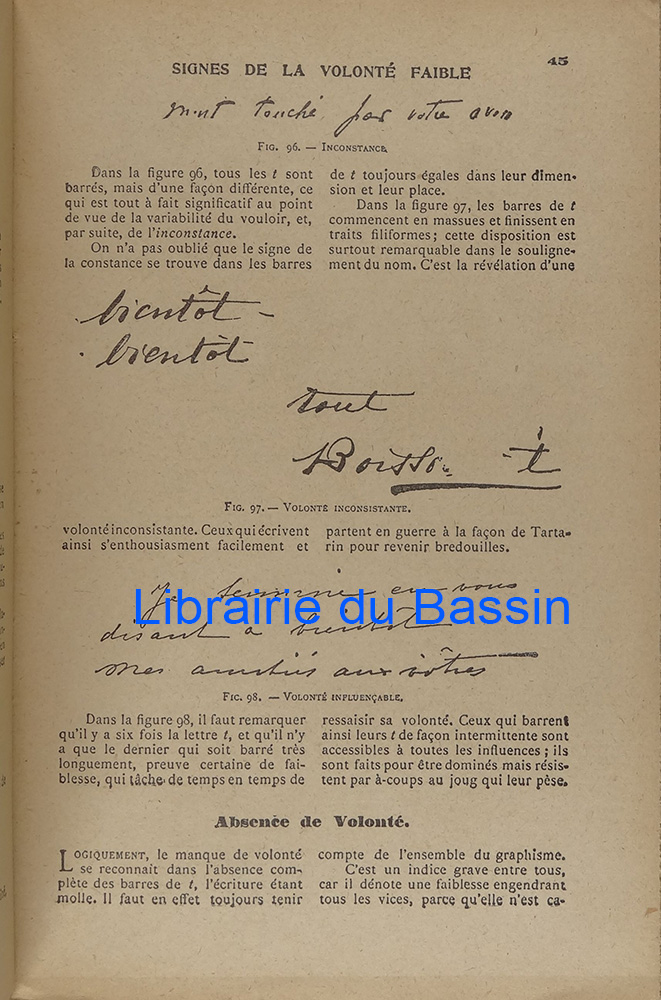 SIGNES DE LA VOLONTÉ FAIBLE
45
m'ont touché par votre aven
FIG. 96. — INCONSTANCE.
Dans la figure 96, tous les t sont
barrés, mais d'une façon différente, ce
qui est tout à fait significatif au point
de vue de la variabilité du vouloir, et,
par suite, de l'inconstance.
On n'a pas oublié que le signe de
la constance se trouve dans les barres
de t toujours égales dans leur dimen-
sion et leur place.
Dans la figure 97, les barres de t
commencent en massues et finissent en
traits filiformes; cette disposition est
surtout remarquable dans le souligne-
ment du nom. C'est la révélation d'une
bientôt -
bientôt
tout
FIG. 97. — VOLONTÉ INCONSISTANTE.
volonté inconsistante. Ceux qui écrivent
ainsi s'enthousiasment facilement et
partent en guerre à la façon de Tarta-
rin pour revenir bredouilles.
Je termine en vous
disant à bientôt
Librairie du Bassin
mes amitiés aux vôtres
FIG. 98. — VOLONTÉ INFLUENÇABLE.
Dans la figure 98, il faut remarquer
qu'il y a six fois la lettre t, et qu'il n'y
a que le dernier qui soit barré très
longuement, preuve certaine de fai-
blesse, qui tâche de temps en temps de
ressaisir sa volonté. Ceux qui barrent
ainsi leurs t de façon intermittente sont
accessibles à toutes les influences; ils
sont faits pour être dominés mais résis-
tent par à-coups au joug qui leur pèse.
Absence de Volonté.
LOGIQUEMENT, le manque de volonté
se reconnait dans l'absence com-
plète des barres de t, l'écriture étant
molle. Il faut en effet toujours tenir
compte de l'ensemble du graphisme.
C'est un indice grave entre tous,
car il dénote une faiblesse engendrant
tous les vices, parce qu'elle n'est ca-